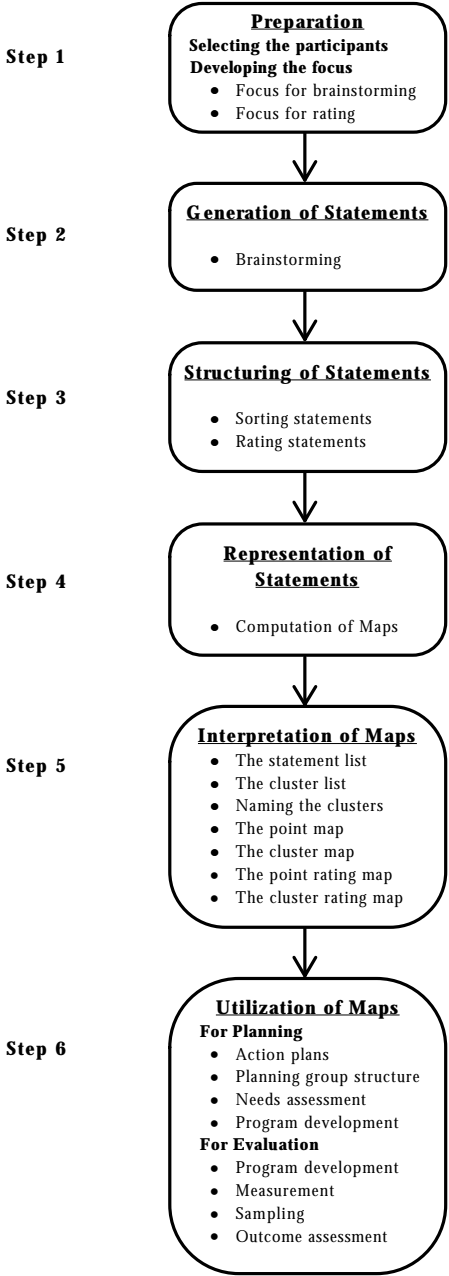 Preparation
Step 1
Selecting the participants
Developing the focus
• Focus for brainstorming
• Focus for rating
Generation of Statements
Step 2
• Brainstorming
Structuring of Statements
Step 3
• Sorting statements
• Rating statements
Representation of
Statements
Step 4
• Computation of Maps
Interpretation of Maps
Step 5
• The statement list
• The cluster list
• Naming the clusters
• The point map
• The cluster map
• The point rating map
• The cluster rating map
Utilization of Maps
Step 6
For Planning
• Action plans
• Planning group structure
• Needs assessment
• Program development
For Evaluation
• Program development
• Measurement
• Sampling
• Outcome assessment